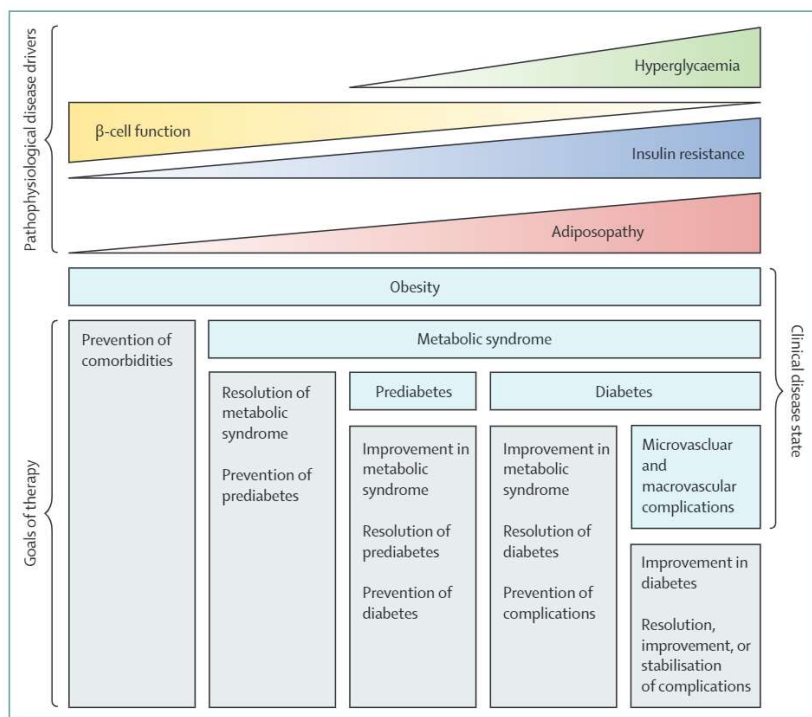 Pathophysiological disease drivers
Hyperglycaemia
β-cell function
Insulin resistance
Adiposopathy
Obesity
Clinical disease state
Goals of therapy
Prevention of
comorbidities
Metabolic syndrome
Resolution of
metabolic
syndrome
Prevention of
prediabetes
Prediabetes
Improvement in
metabolic
syndrome
Resolution of
prediabetes
Prevention of
diabetes
Diabetes
Improvement in
metabolic
syndrome
Resolution of
diabetes
Prevention of
complications
Microvascluar
and
macrovascular
complications
Improvement in
diabetes
Resolution,
improvement, or
stabilisation
of complications